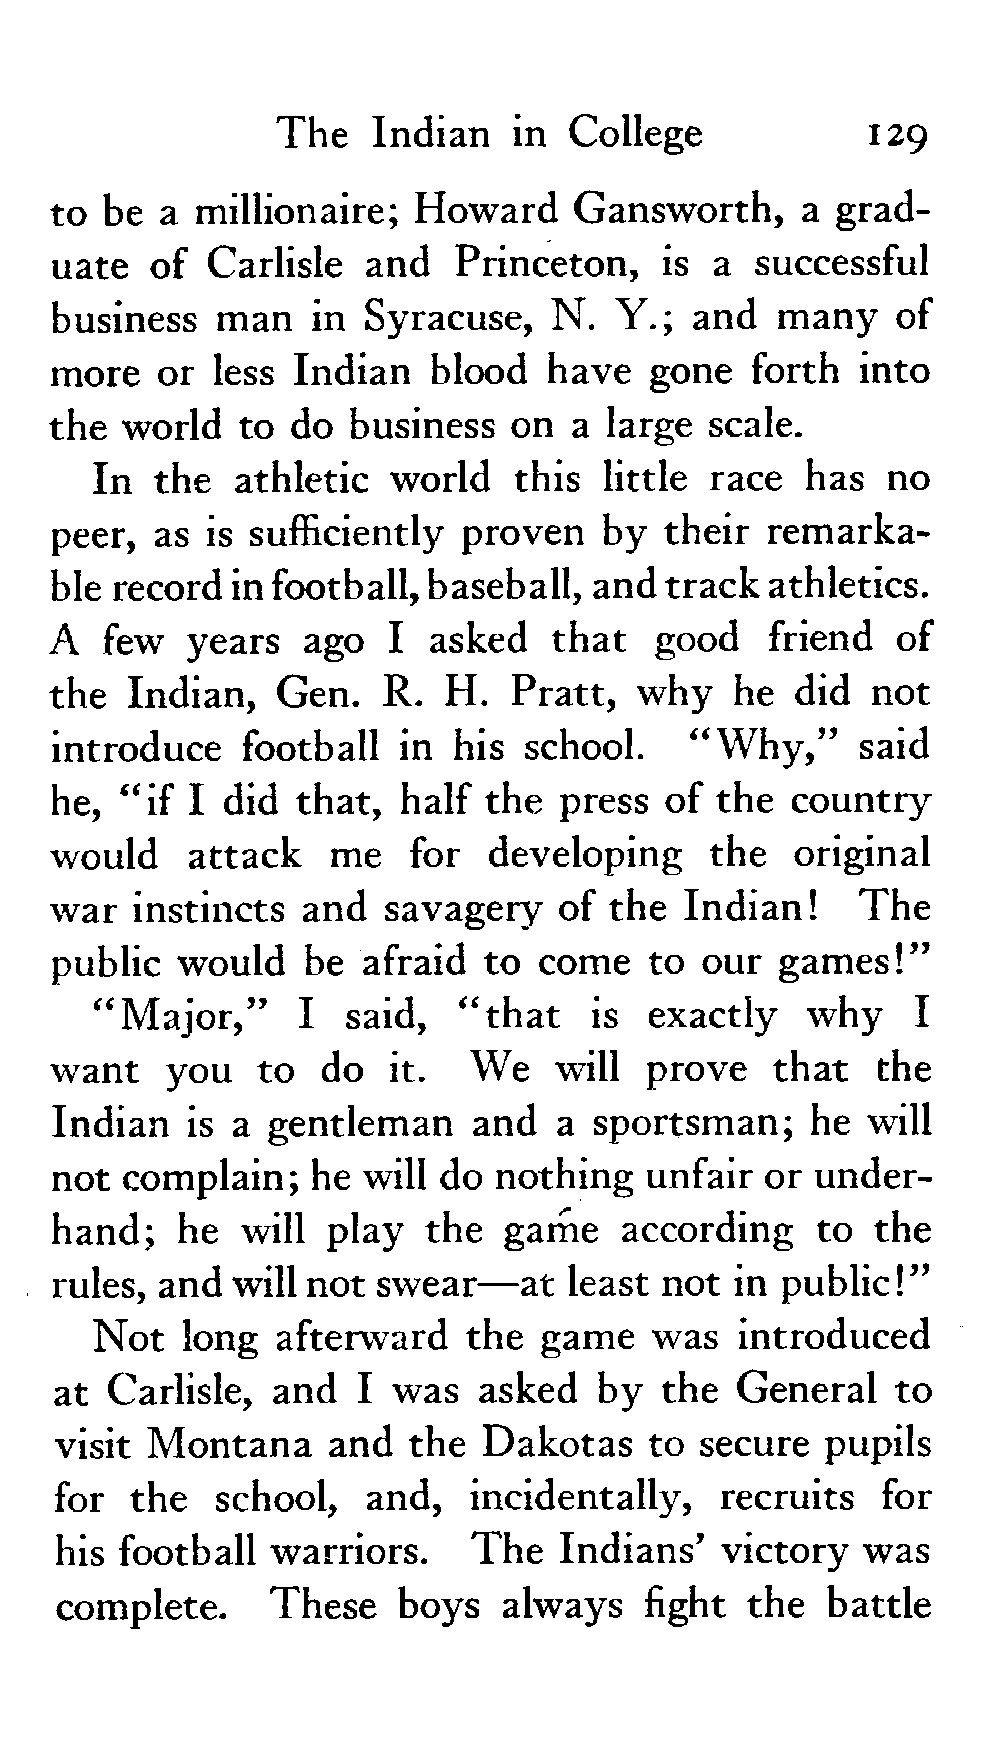 The Indian in College 129
to be a millionaire; Howard Gansworth, a grad-
uate of Carlisle and Princeton, is a successful
business man in Syracuse, N. Y.; and many of
more or less Indian blood have gone forth into
the world to do business on a large scale.
In the athletic world this little race has no
peer, as is sufficiently proven by their remarka-
ble record in football, baseball, and track athletics.
A few years ago I asked that good friend of
the Indian, Gen. R. H. Pratt, why he did not
introduce football in his school. "Why," said
he, "if I did that, half the press of the country
would attack me for developing the original
war instincts and savagery of the Indian! The
public would be afraid to come to our games!"
"Major," I said, "that is exactly why I
want you to do it. We will prove that the
Indian is a gentleman and a sportsman; he will
not complain; he will do nothing unfair or under-
hand; he will play the game according to the
rules, and will not swear—at least not in public!"
Not long afterward the game was introduced
at Carlisle, and I was asked by the General to
visit Montana and the Dakotas to secure pupils
for the school, and, incidentally, recruits for
his football warriors. The Indians' victory was
complete. These boys always fight the battle